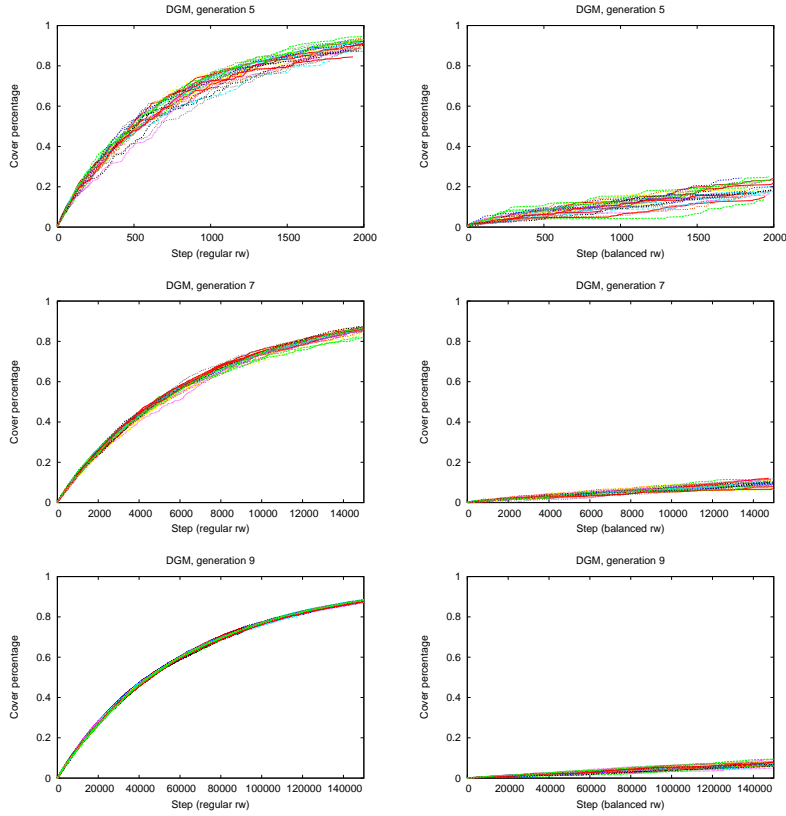 DGM, generation 5
1
0.8
0.6
0.4
0.2
0
Cover percentage
0 500 1000 1500 2000
Step (regular rw)
DGM, generation 5
1
0.8
0.6
0.4
0.2
0
Cover percentage
0 500 1000 1500 2000
Step (balanced rw)
DGM, generation 7
1
0.8
0.6
0.4
0.2
0
Cover percentage
0 2000 4000 6000 8000 10000 12000 14000
Step (regular rw)
DGM, generation 7
1
0.8
0.6
0.4
0.2
0
Cover percentage
0 2000 4000 6000 8000 10000 12000 14000
Step (balanced rw)
DGM, generation 9
1
0.8
0.6
0.4
0.2
0
Cover percentage
0 20000 40000 60000 80000 100000 120000 140000
Step (regular rw)
DGM, generation 9
1
0.8
0.6
0.4
0.2
0
Cover percentage
0 20000 40000 60000 80000 100000 120000 140000
Step (balanced rw)